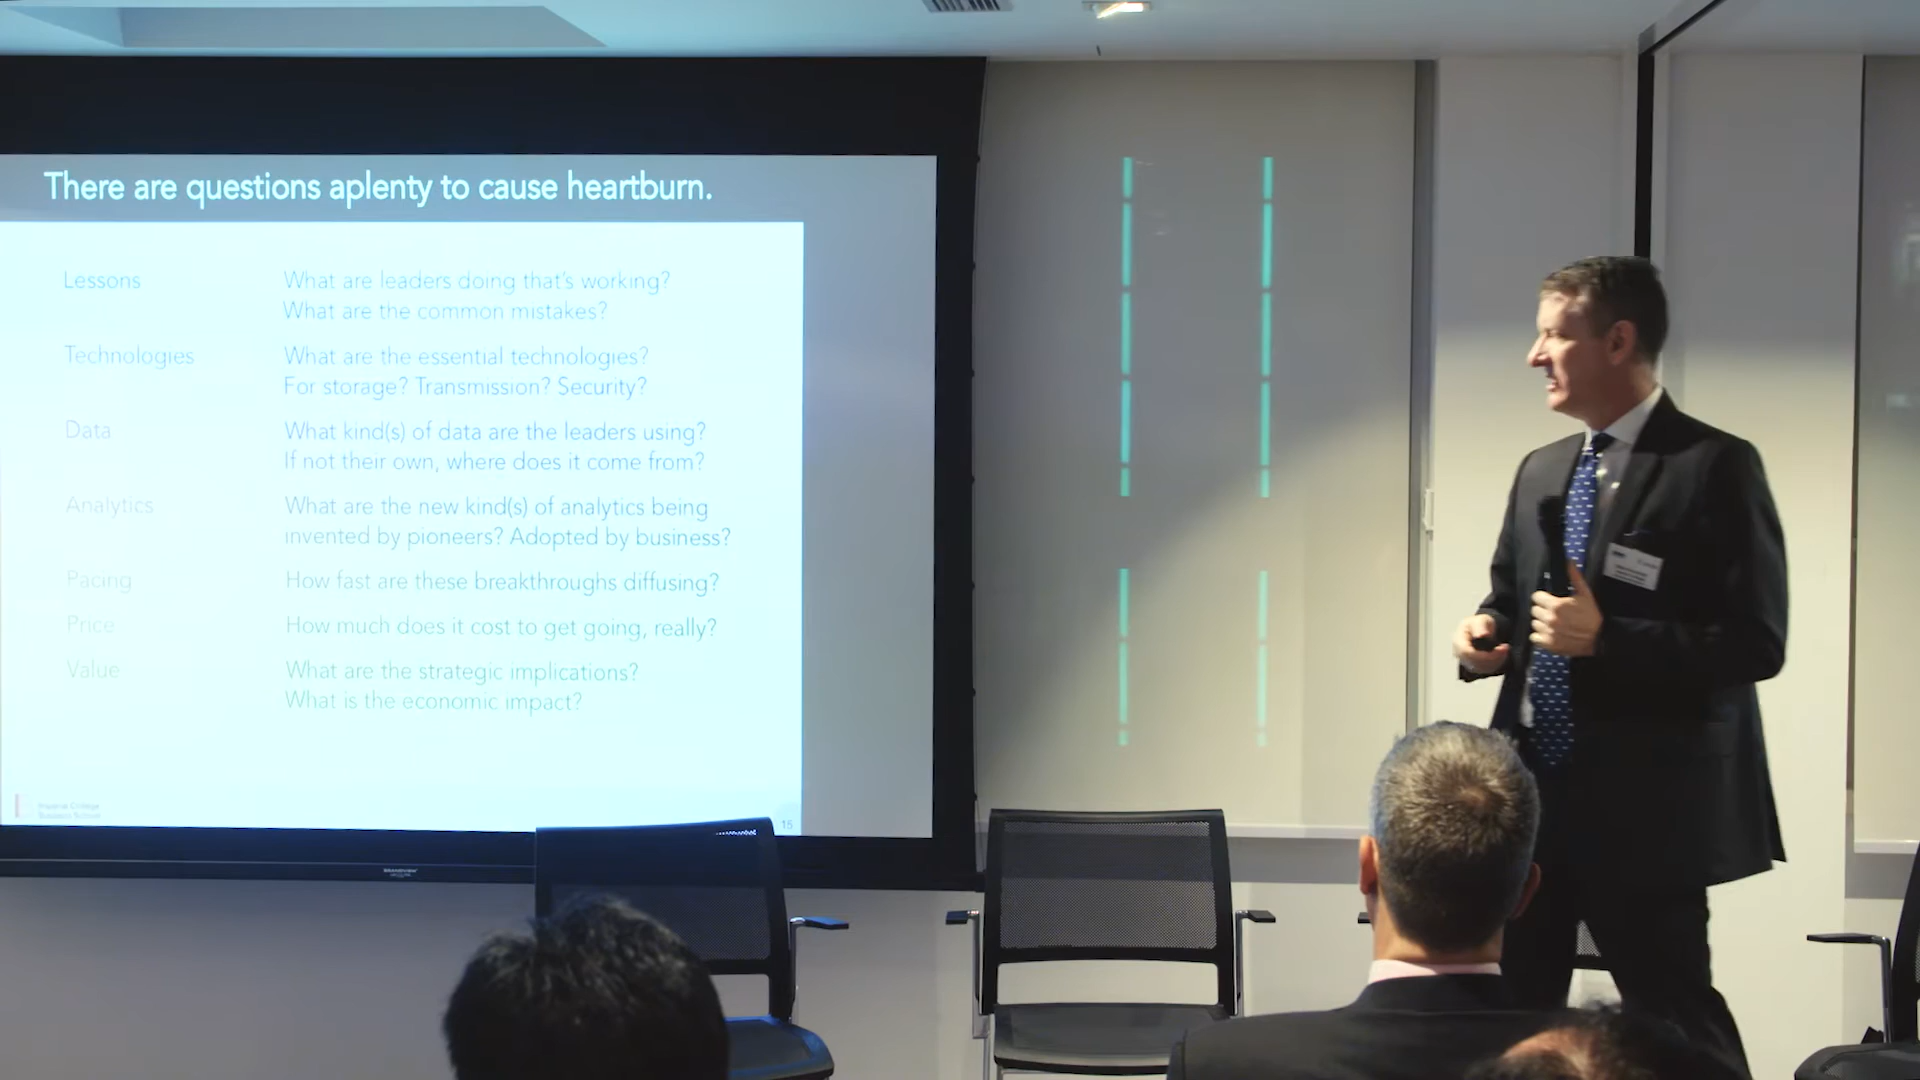 There are questions aplenty to cause heartburn.
Lessons What are leaders doing that's working?
What are the common mistakes?
Technologies What are the essential technologies?
For storage? Transmission? Security?
Data What kind(s) of data are the leaders using?
If not their own, where does it come from?
Analytics What are the new kind(s) of analytics being
invented by pioneers? Adopted by business?
Pacing How fast are these breakthroughs diffusing?
Price How much does it cost to get going, really?
Value What are the strategic implications?
What is the economic impact?
Imperial College
Business School
15